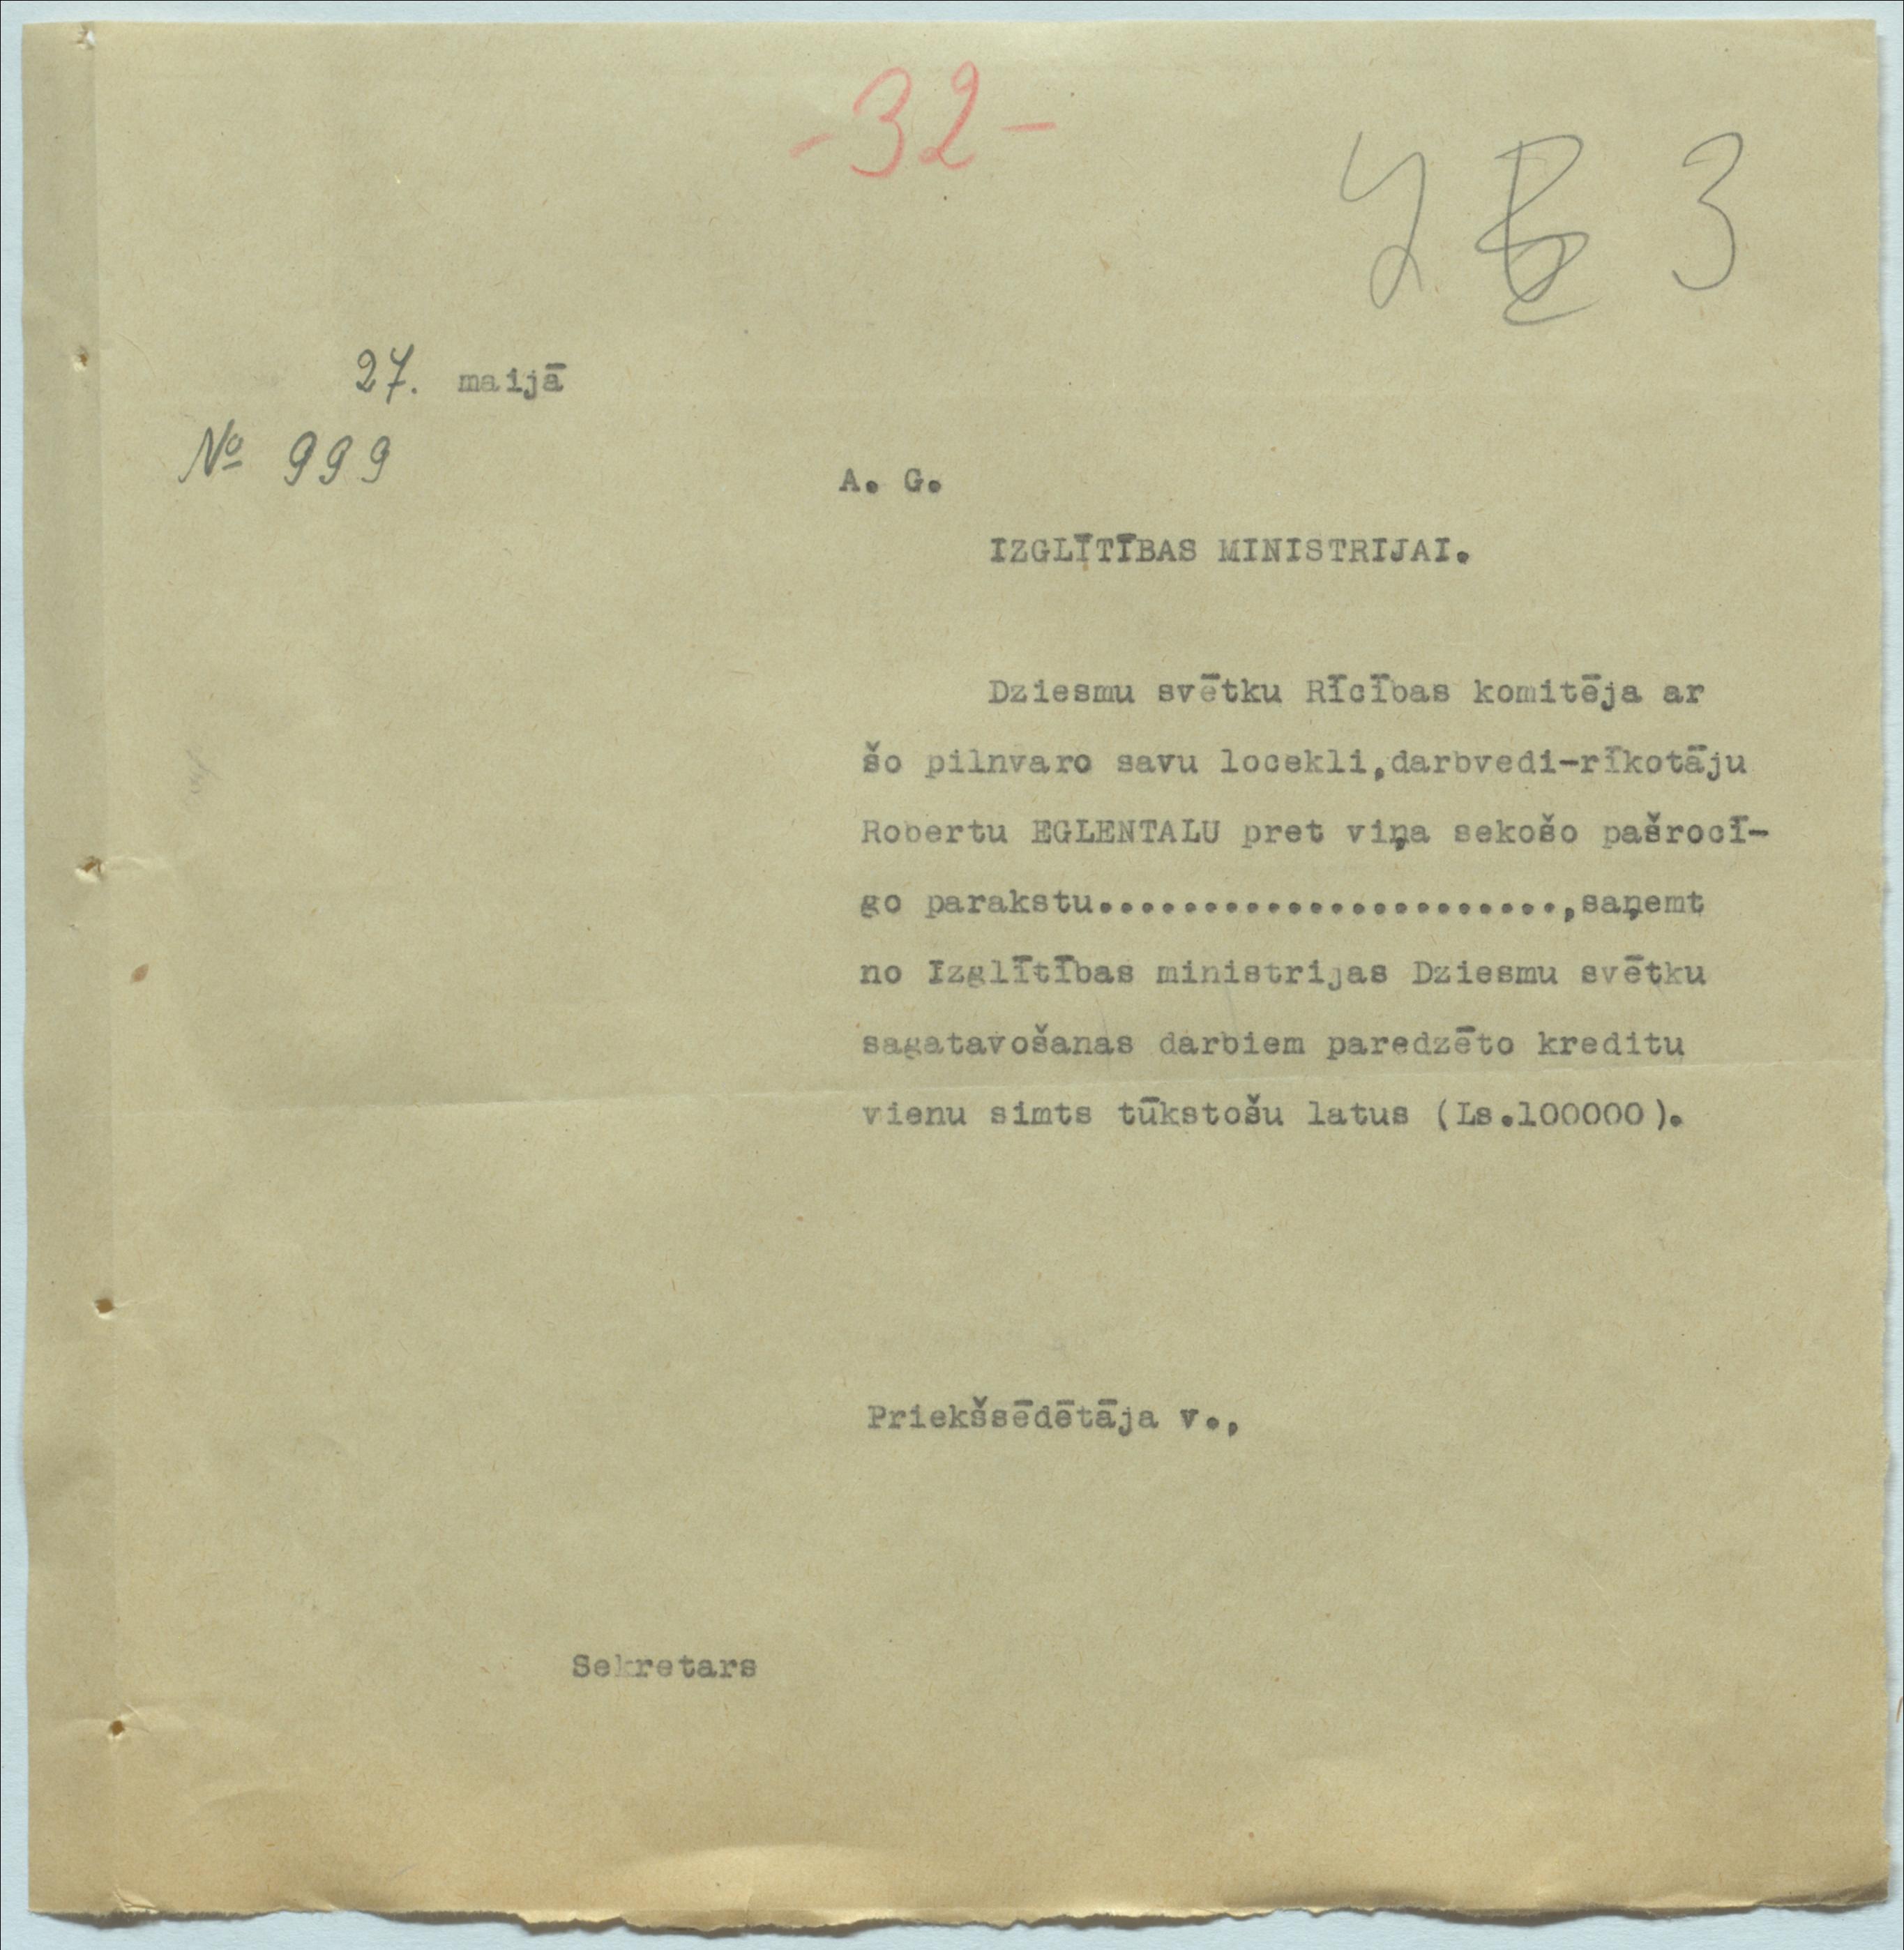 -32-
3
27. maijā
№ 999
A. G.
IZGLĪTĪBAS MINISTRIJAI.
Dziesmu svētku Rīcības komitēja ar
šo pilnvaro savu locekli,darbvedi-rīkotāju
Robertu EGLENTALU pret viņa sekošo pašrocī-
go parakstu......................,saņemt
no Izglītības ministrijas Dziesmu svētku
sagatavošanas darbiem paredzēto kreditu
vienu simts tūkstošu latus (Ls.100000).
Priekšsēdētāja v.,
Sekretars